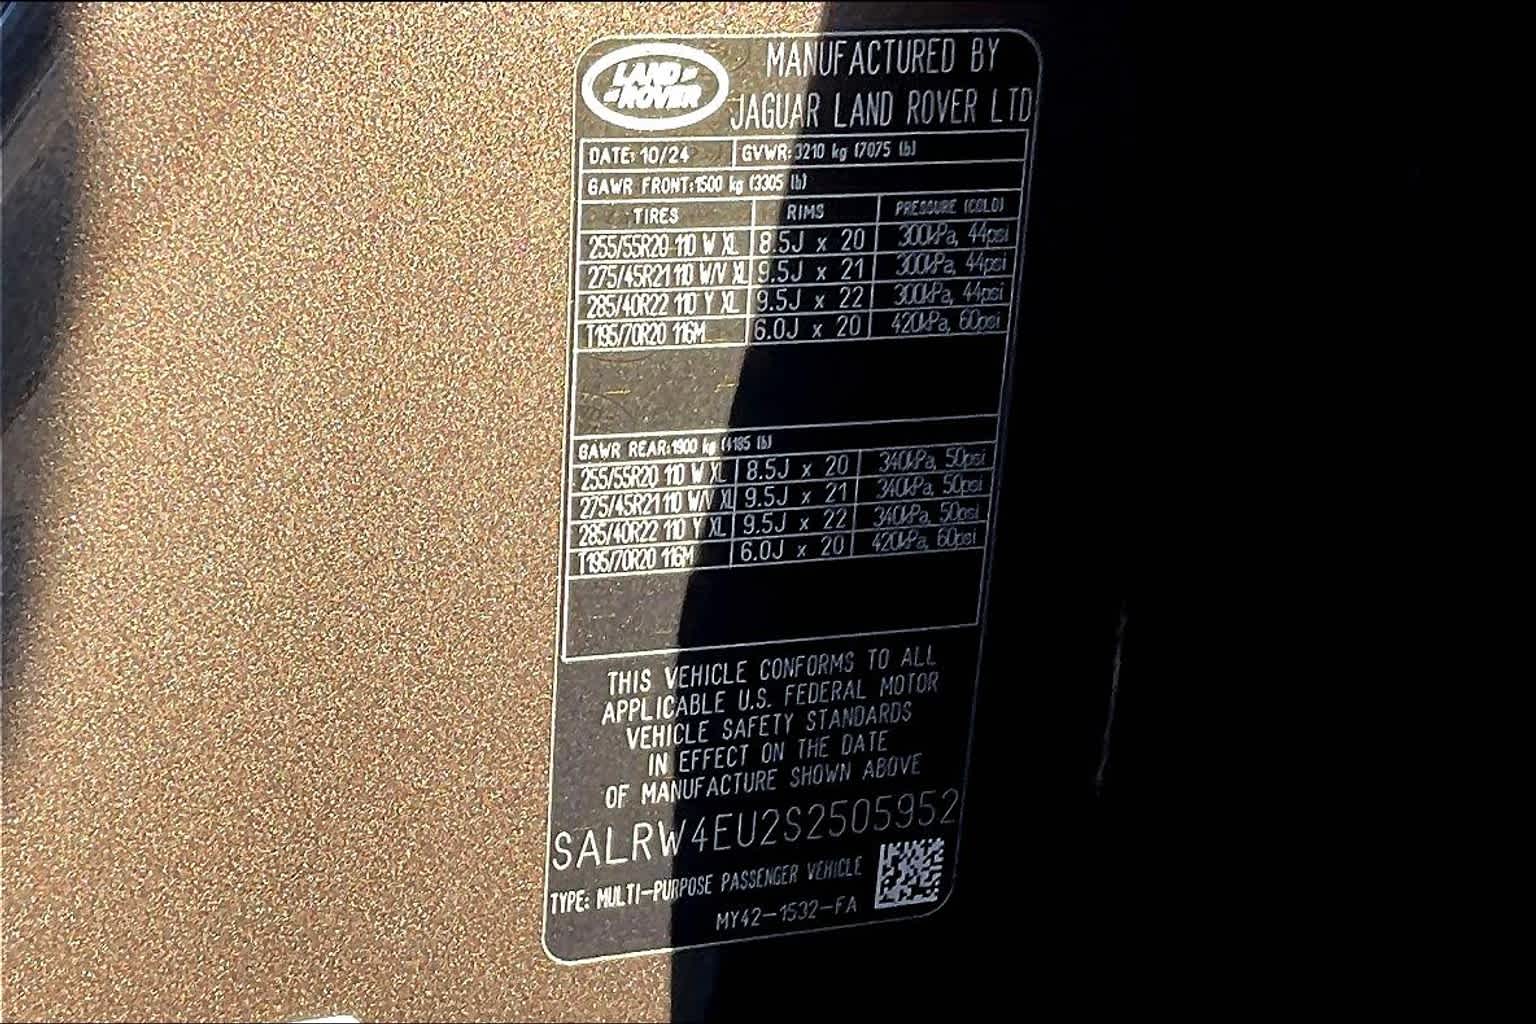 LAND-
-ROVER
MANUFACTURED BY
JAGUAR LAND ROVER LTD
DATE: 10/24 GVWR: 3210 kg (7075 lb)
GAWR FRONT: 1500 kg (3305 lb)
TIRES RIMS PRESSURE (COLD)
255/55R20 110 W XL 8.5J x 20 300kPa, 44psi
275/45R21 110 W/V XL 9.5J x 21 300kPa, 44psi
285/40R22 110 Y XL 9.5J x 22 300kPa, 44psi
T195/70R20 116M 6.0J x 20 420kPa, 60psi
GAWR REAR: 1900 kg (4185 lb)
255/55R20 110 W XL 8.5J x 20 340kPa, 50psi
275/45R21 110 W/V XL 9.5J x 21 340kPa, 50psi
285/40R22 110 Y XL 9.5J x 22 340kPa, 50psi
T195/70R20 116M 6.0J x 20 420kPa, 60psi
THIS VEHICLE CONFORMS TO ALL
APPLICABLE U.S. FEDERAL MOTOR
VEHICLE SAFETY STANDARDS
IN EFFECT ON THE DATE
OF MANUFACTURE SHOWN ABOVE
SALRW4EU2S2505952
TYPE: MULTI-PURPOSE PASSENGER VEHICLE
MY42-1532-FA